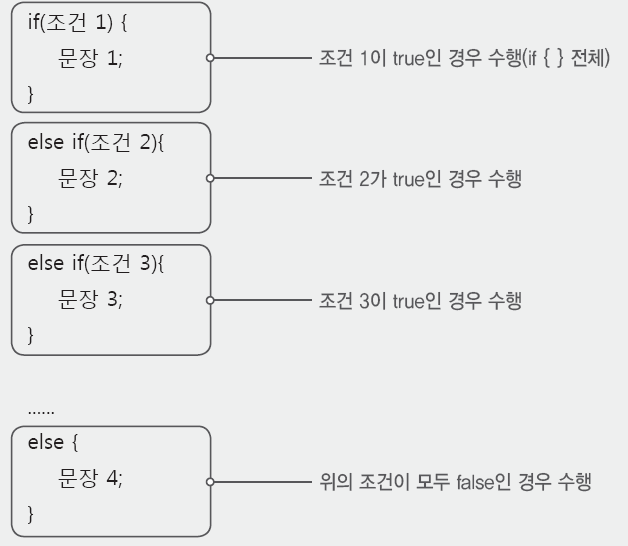 if(조건 1) {
문장 1;
조건 1이 true인 경우 수행(if { } 전체)
}
else if(조건 2){
문장 2;
조건 2가 true인 경우 수행
}
else if(조건 3){
문장 3;
조건 3이 true인 경우 수행
}
......
else {
문장 4;
위의 조건이 모두 false인 경우 수행
}